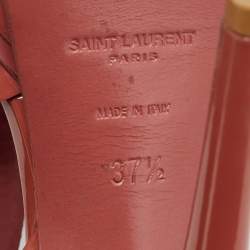 SAINT LAURENT
PARIS
MADE IN ITALY
37½